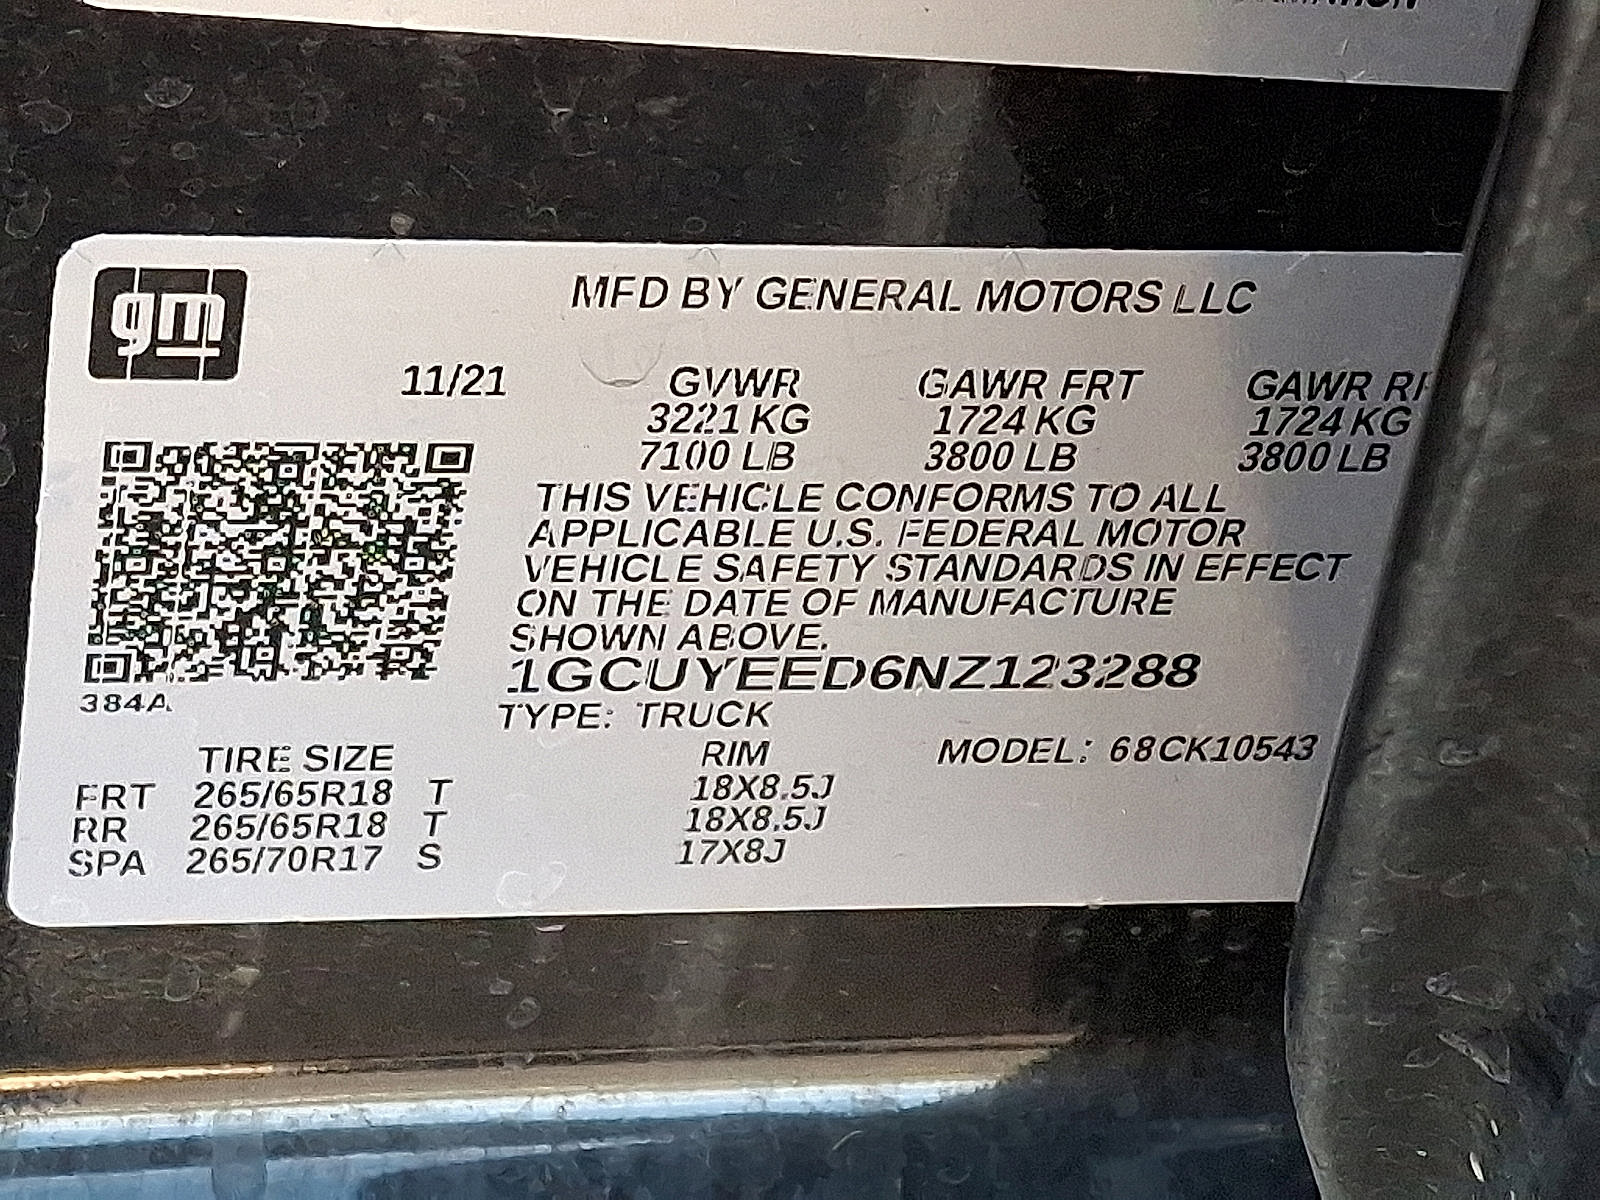 gm
MFD BY GENERAL MOTORS LLC
11/21 GVWR GAWR FRT GAWR
3221 KG 1724 KG 1724 KG
7100 LB 3800 LB 3800 LB
THIS VEHICLE CONFORMS TO ALL
APPLICABLE U.S. FEDERAL MOTOR
VEHICLE SAFETY STANDARDS IN EFFECT
ON THE DATE OF MANUFACTURE
SHOWN ABOVE.
1GCUYEED6NZ123288
384A
TYPE: TRUCK
TIRE SIZE RIM MODEL: 68CK10543
FRT 265/65R18 T 18X8.5J
RR 265/65R18 T 18X8.5J
SPA 265/70R17 S 17X8J